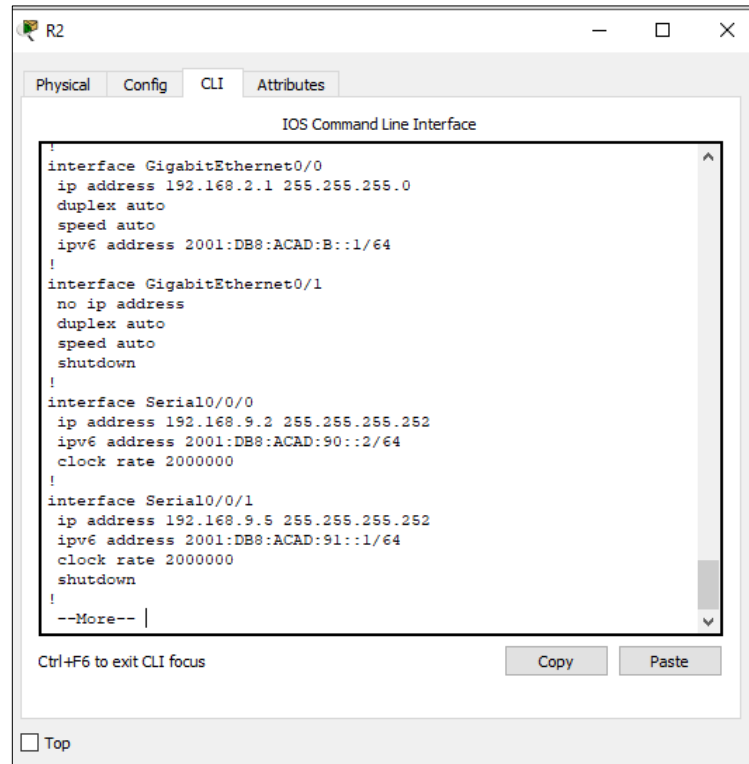 R2
Physical Config CLI Attributes
IOS Command Line Interface
!
interface GigabitEthernet0/0
 ip address 192.168.2.1 255.255.255.0
 duplex auto
 speed auto
 ipv6 address 2001:DB8:ACAD:B::1/64
!
interface GigabitEthernet0/1
 no ip address
 duplex auto
 speed auto
 shutdown
!
interface Serial0/0/0
 ip address 192.168.9.2 255.255.255.252
 ipv6 address 2001:DB8:ACAD:90::2/64
 clock rate 2000000
!
interface Serial0/0/1
 ip address 192.168.9.5 255.255.255.252
 ipv6 address 2001:DB8:ACAD:91::1/64
 clock rate 2000000
 shutdown
!
 --More--
Ctrl+F6 to exit CLI focus Copy Paste
Top